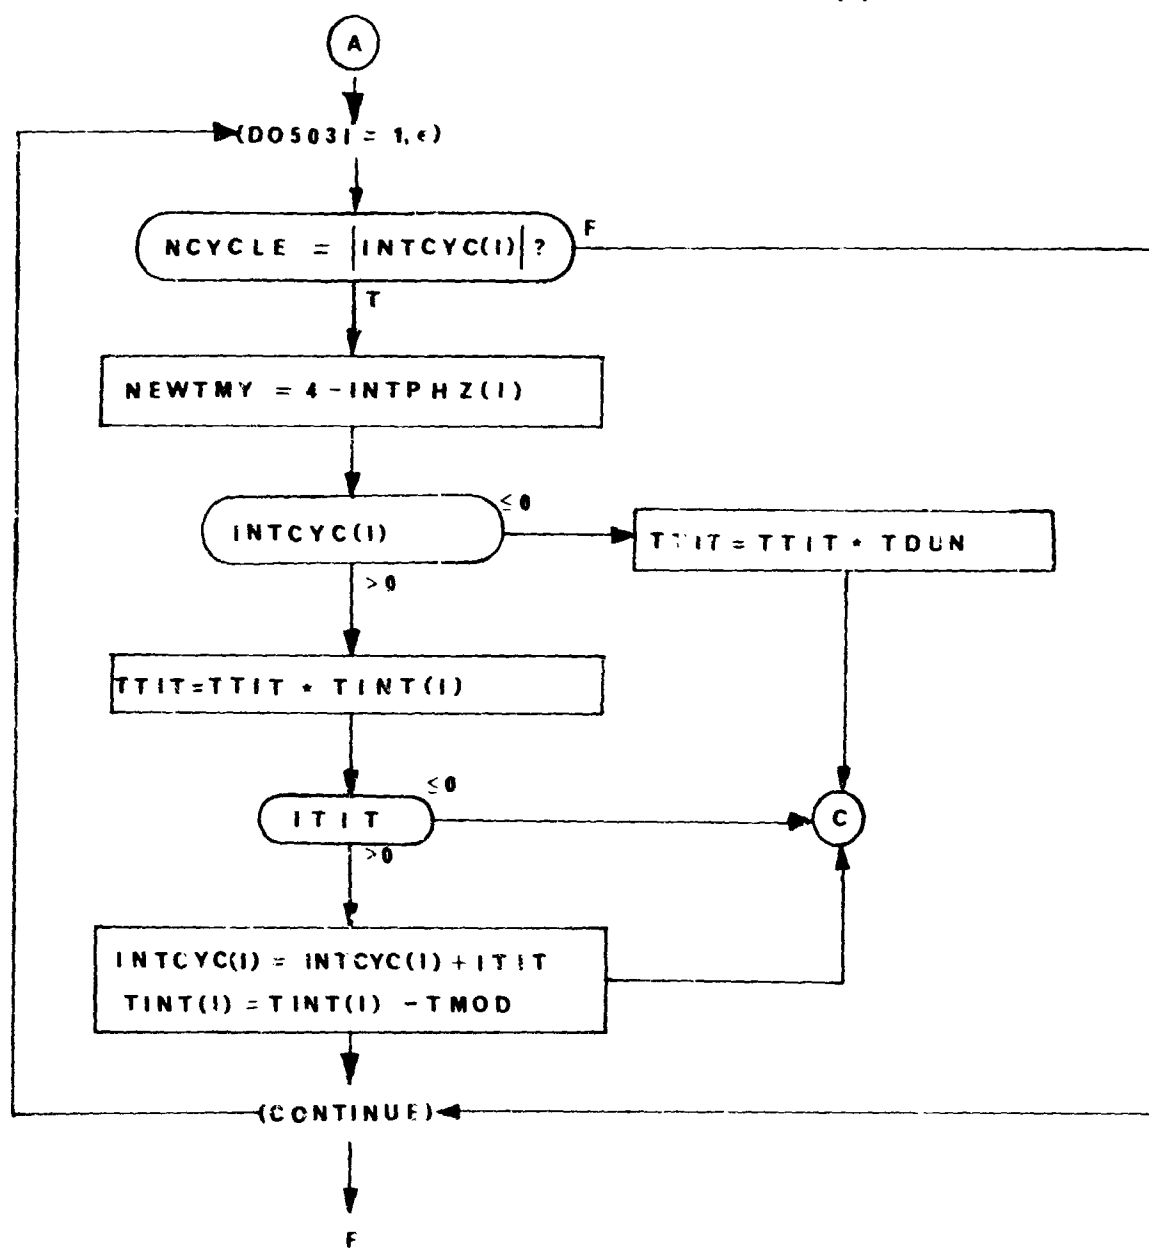 A
(DO503I = 1, ϵ)
NCYCLE = |INTCYC(I)| ?
F
T
NEWTMY = 4 - INTPHZ(I)
INTCYC(I)
≤ 0
> 0
TTIT = TTIT * TDUN
TTIT = TTIT * TINT(I)
ITIT
≤ 0
> 0
C
INTCYC(I) = INTCYC(I) + ITIT
TINT(I) = TINT(I) - TMOD
(CONTINUE)
F